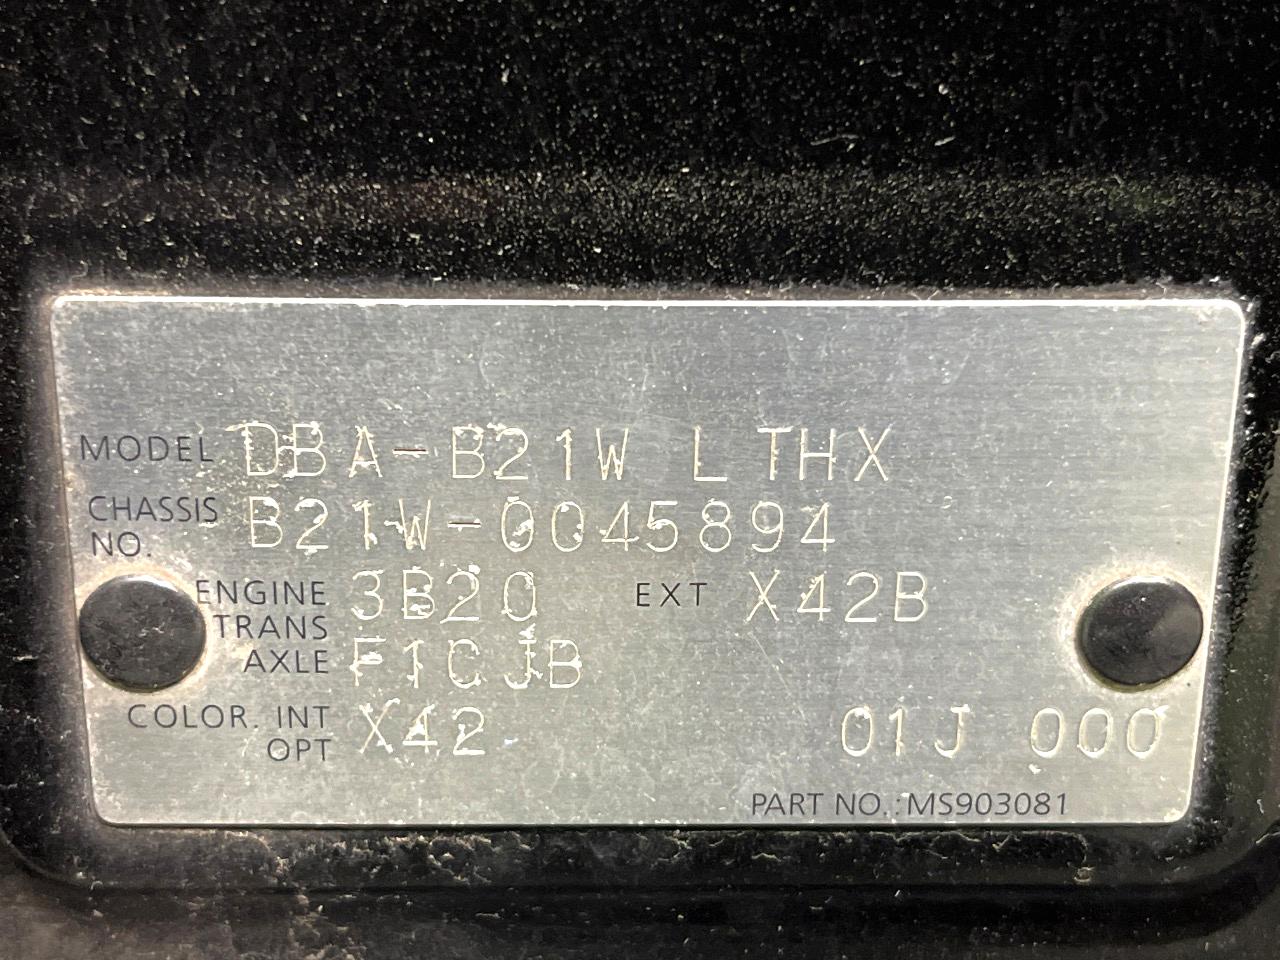 MODEL DBA-B21W LTHX
CHASSIS NO. B21W-0045894
ENGINE 3B20 EXT X42B
TRANS
AXLE F1CJB
COLOR. INT X42 01J 000
OPT
PART NO.:MS903081